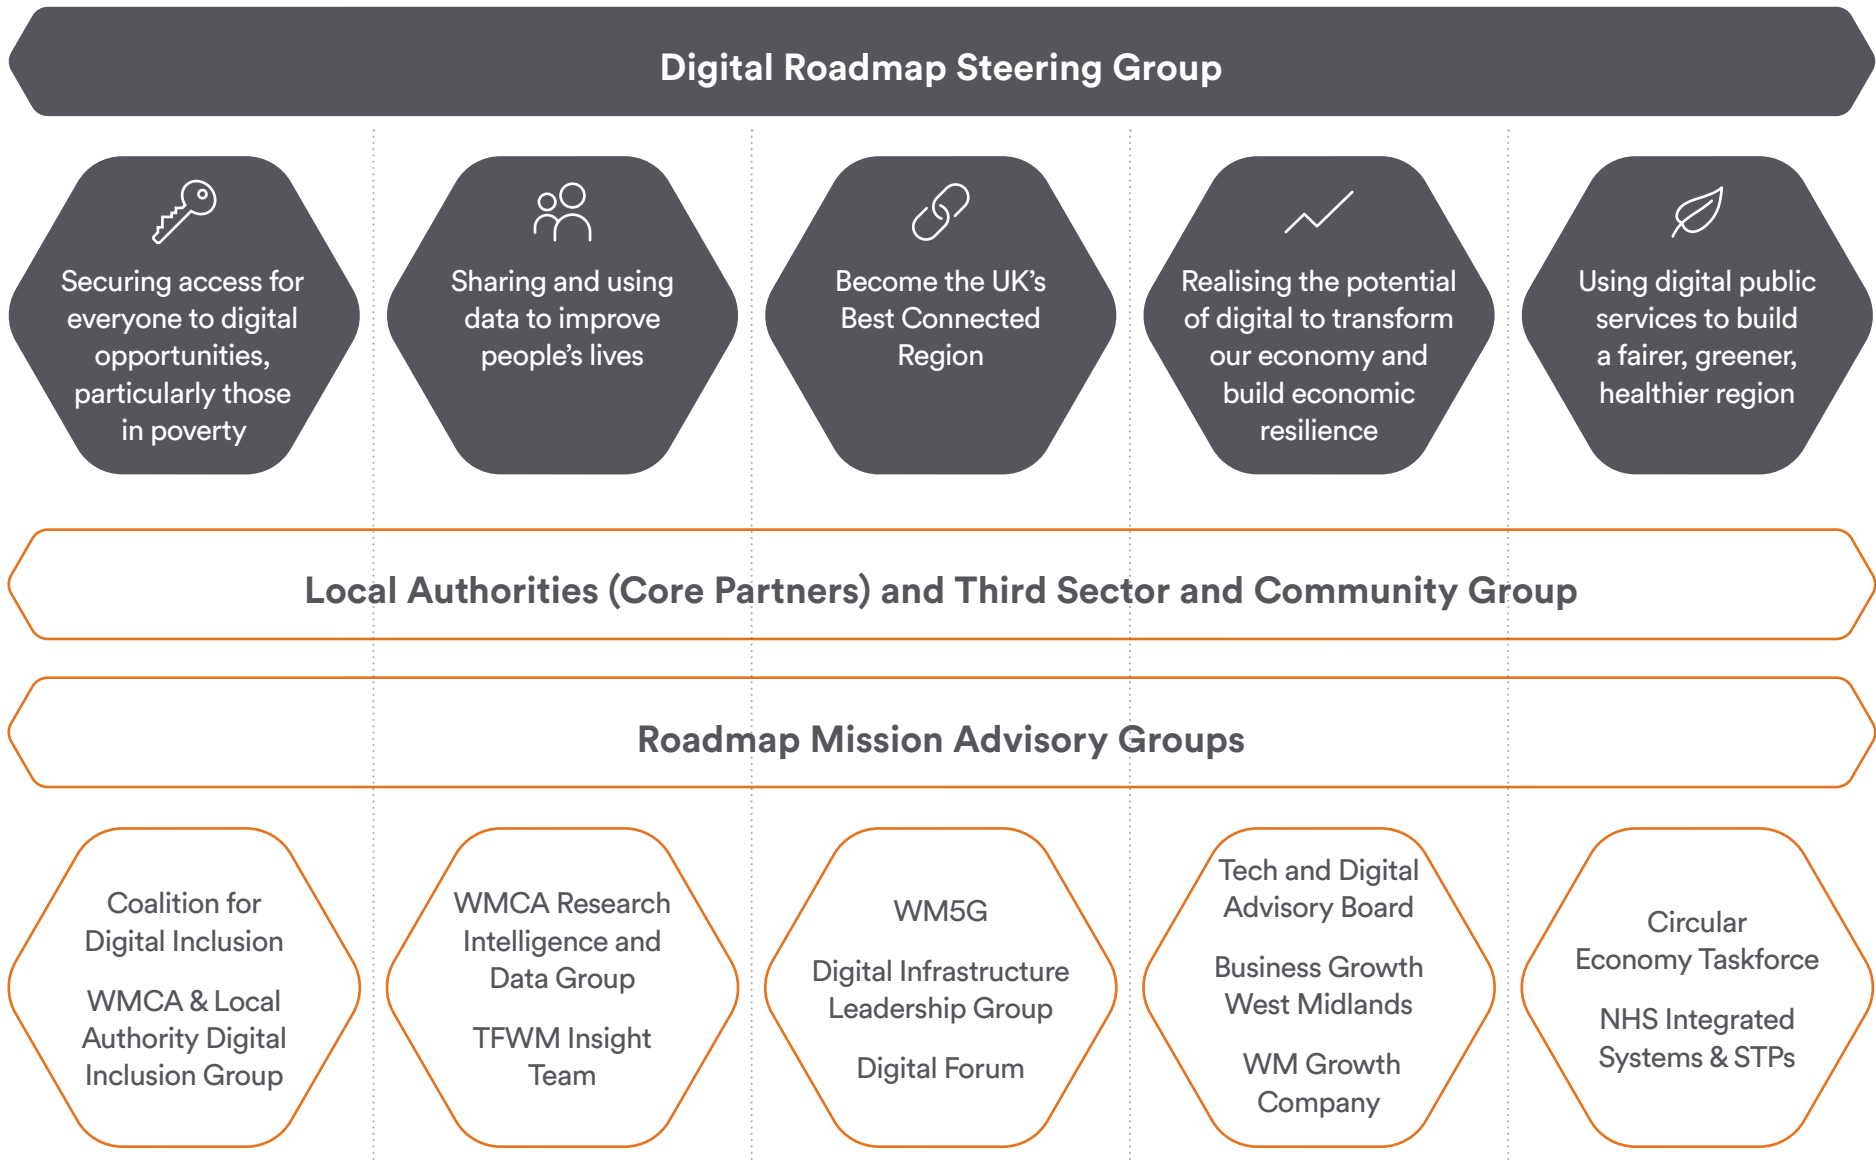 Digital Roadmap Steering Group
Securing access for
everyone to digital
opportunities,
particularly those
in poverty
Sharing and using
data to improve
people’s lives
Become the UK’s
Best Connected
Region
Realising the potential
of digital to transform
our economy and
build economic
resilience
Using digital public
services to build
a fairer, greener,
healthier region
Local Authorities (Core Partners) and Third Sector and Community Group
Roadmap Mission Advisory Groups
Coalition for
Digital Inclusion
WMCA & Local
Authority Digital
Inclusion Group
WMCA Research
Intelligence and
Data Group
TFWM Insight
Team
WM5G
Digital Infrastructure
Leadership Group
Digital Forum
Tech and Digital
Advisory Board
Business Growth
West Midlands
WM Growth
Company
Circular
Economy Taskforce
NHS Integrated
Systems & STPs